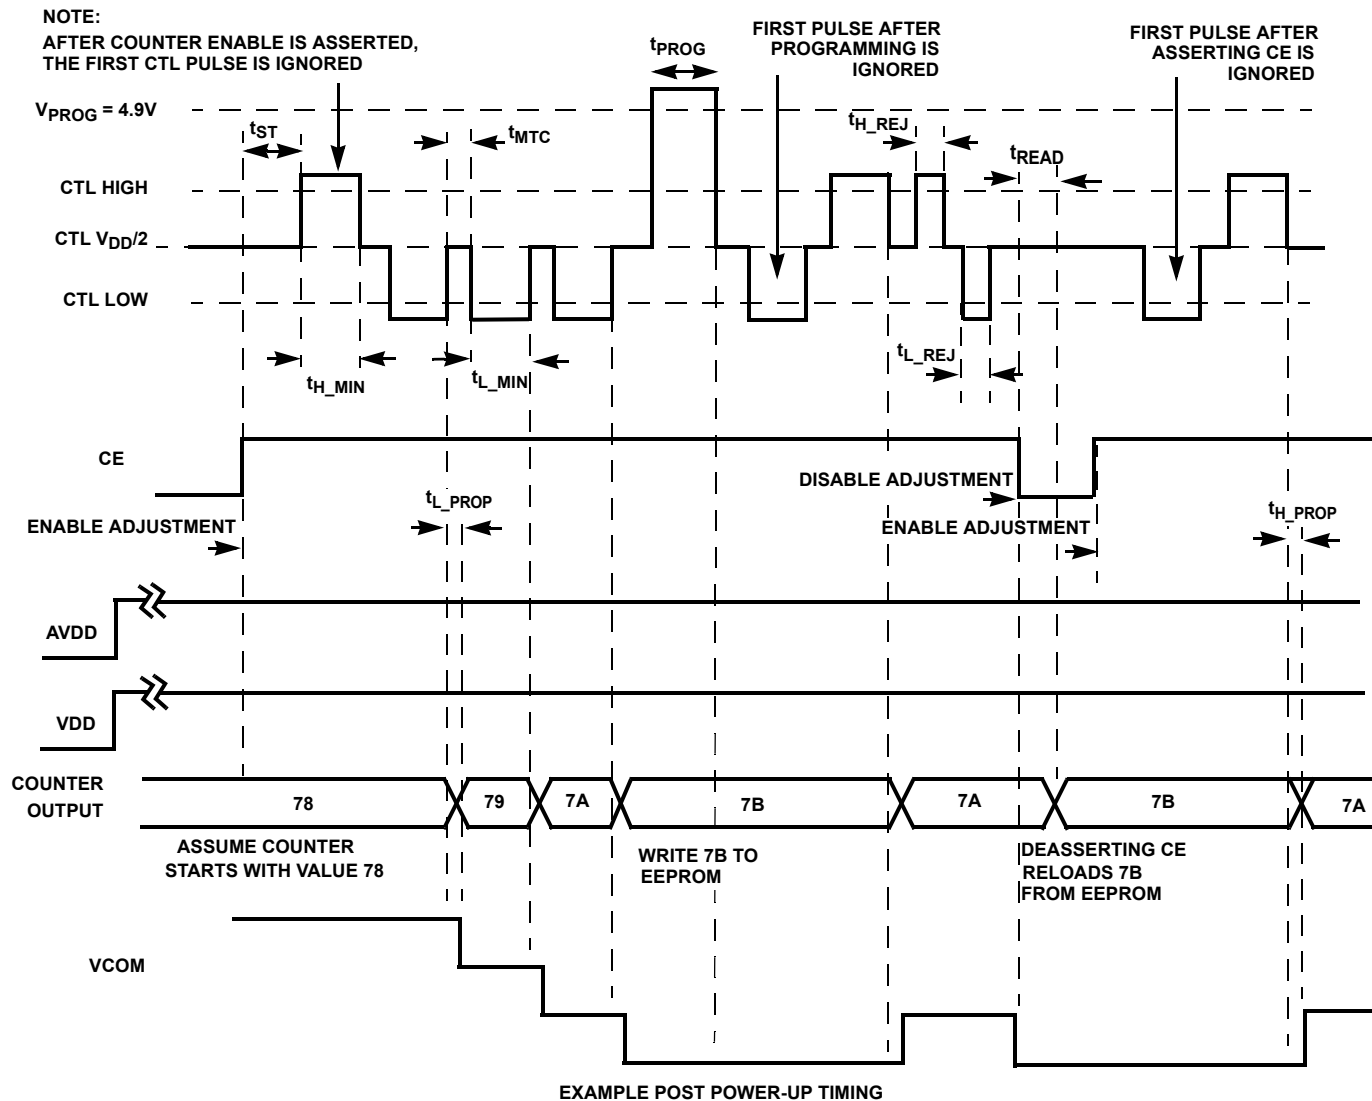 NOTE:
AFTER COUNTER ENABLE IS ASSERTED,
THE FIRST CTL PULSE IS IGNORED
tPROG
FIRST PULSE AFTER
PROGRAMMING IS
IGNORED
FIRST PULSE AFTER
ASSERTING CE IS
IGNORED
VPROG = 4.9V
tST
tMTC
tH_REJ
tREAD
CTL HIGH
CTL VDD/2
CTL LOW
tH_MIN
tL_MIN
tL_REJ
CE
DISABLE ADJUSTMENT
tL_PROP
tH_PROP
ENABLE ADJUSTMENT
ENABLE ADJUSTMENT
AVDD
VDD
COUNTER
OUTPUT
78
79
7A
7B
7A
7B
7A
ASSUME COUNTER
STARTS WITH VALUE 78
WRITE 7B TO
EEPROM
DEASSERTING CE
RELOADS 7B
FROM EEPROM
VCOM
EXAMPLE POST POWER-UP TIMING